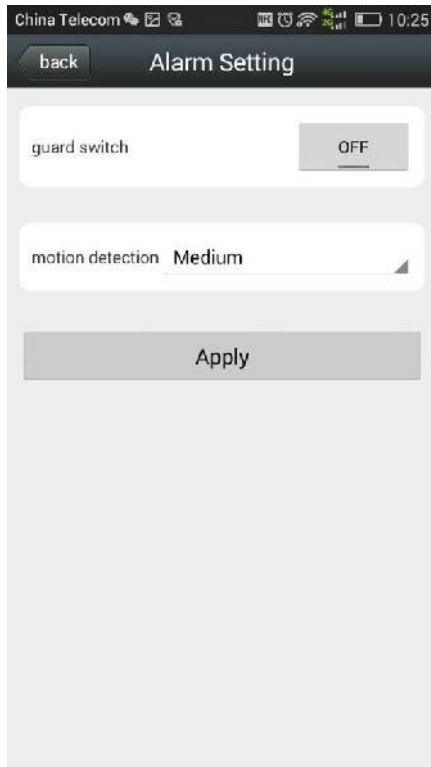 China Telecom 10:25
back Alarm Setting
guard switch OFF
motion detection Medium
Apply